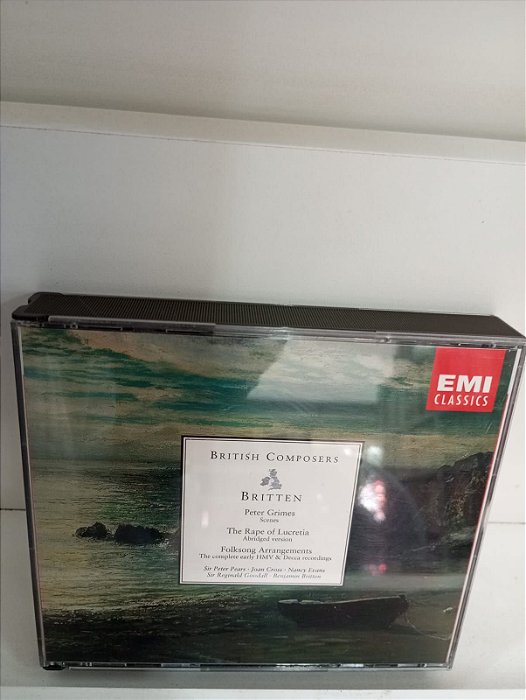 EMI
CLASSICS
BRITISH COMPOSERS
BRITTEN
Peter Grimes
Scenes
The Rape of Lucretia
Abridged version
Folksong Arrangements
The complete early HMV & Decca recordings
Sir Peter Pears · Joan Cross · Nancy Evans
Sir Reginald Goodall · Benjamin Britten